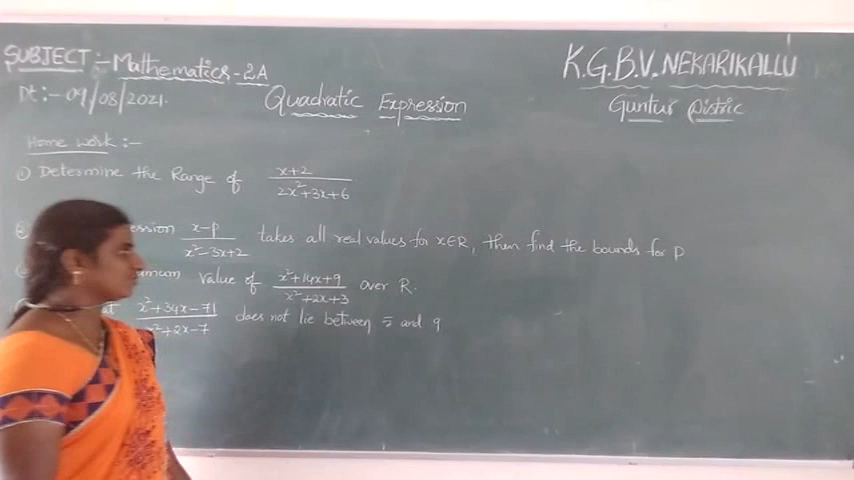 SUBJECT :- Mathematics - 2A
K.G.B.V. NEKARIKALLU
Dt :- 09/08/2021.
Quadratic Expression
Guntur Distric
Home work :-
① Determine the Range of (x+2)/(2x²+3x+6)
(x-p)/(x²-3x+2) takes all real values for x∈R, then find the bounds for p
value of (x²+14x+9)/(x²+2x+3) over R.
(x²+34x-71)/(x²+2x-7) does not lie between 5 and 9